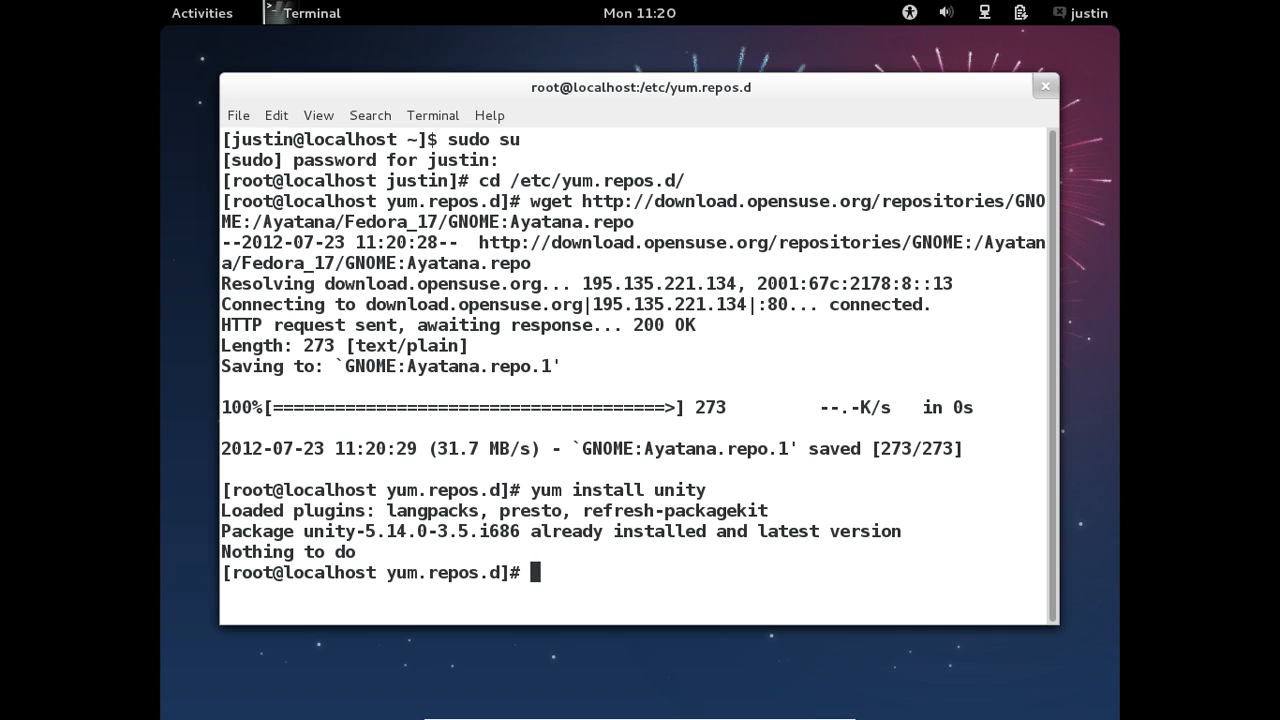 Activities Terminal Mon 11:20 justin
root@localhost:/etc/yum.repos.d
File Edit View Search Terminal Help
[justin@localhost ~]$ sudo su
[sudo] password for justin:
[root@localhost justin]# cd /etc/yum.repos.d/
[root@localhost yum.repos.d]# wget http://download.opensuse.org/repositories/GNO
ME:/Ayatana/Fedora_17/GNOME:Ayatana.repo
--2012-07-23 11:20:28--  http://download.opensuse.org/repositories/GNOME:/Ayatan
a/Fedora_17/GNOME:Ayatana.repo
Resolving download.opensuse.org... 195.135.221.134, 2001:67c:2178:8::13
Connecting to download.opensuse.org|195.135.221.134|:80... connected.
HTTP request sent, awaiting response... 200 OK
Length: 273 [text/plain]
Saving to: `GNOME:Ayatana.repo.1'
100%[======================================>] 273         --.-K/s   in 0s
2012-07-23 11:20:29 (31.7 MB/s) - `GNOME:Ayatana.repo.1' saved [273/273]
[root@localhost yum.repos.d]# yum install unity
Loaded plugins: langpacks, presto, refresh-packagekit
Package unity-5.14.0-3.5.i686 already installed and latest version
Nothing to do
[root@localhost yum.repos.d]#